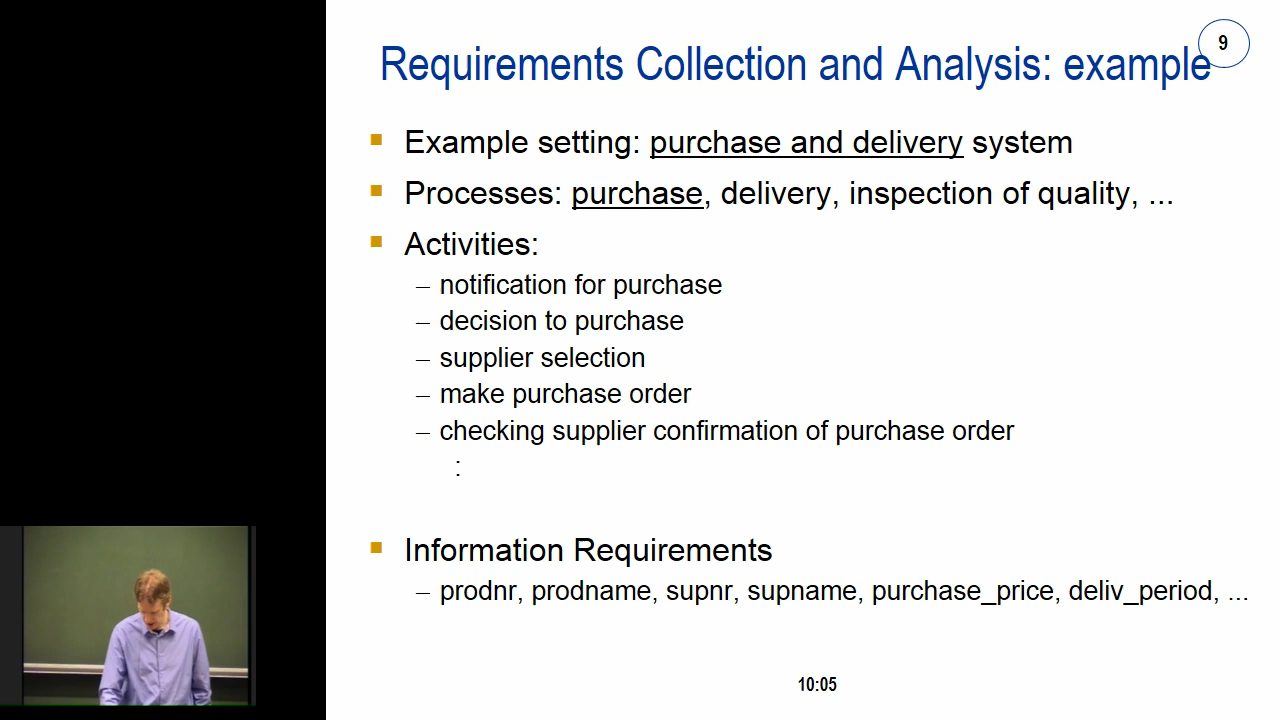 9
Requirements Collection and Analysis: example
Example setting: purchase and delivery system
Processes: purchase, delivery, inspection of quality, ...
Activities:
– notification for purchase
– decision to purchase
– supplier selection
– make purchase order
– checking supplier confirmation of purchase order
:
Information Requirements
– prodnr, prodname, supnr, supname, purchase_price, deliv_period, ...
10:05